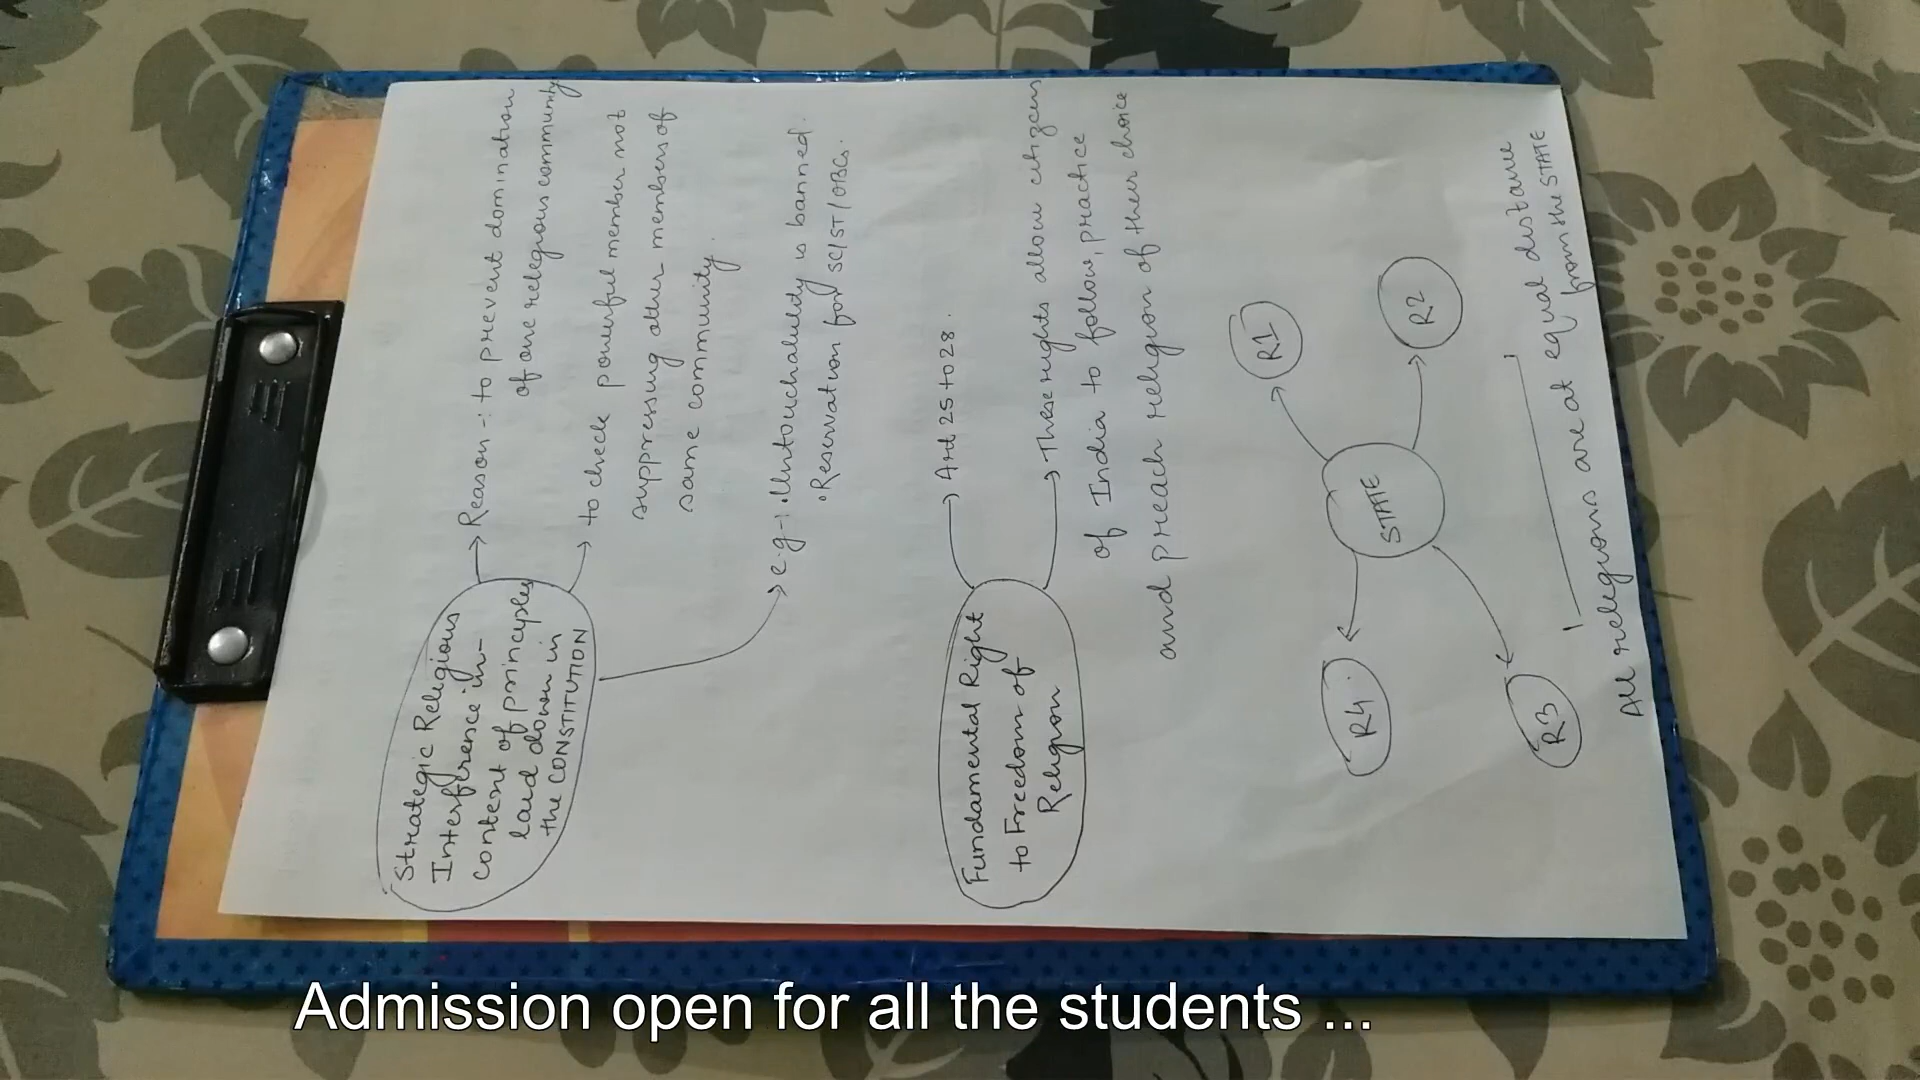 Strategic Religious
Interference in-
context of principles
laid down in
the CONSTITUTION
Reason -: to prevent domination
of one religious community
to check powerful member not
suppressing other members of
same community.
e.g-: • Untouchability is banned.
• Reservation for SC/ST/OBCs.
Fundamental Right
to Freedom of
Religion
Art 25 to 28.
These rights allow citizens
of India to follow, practice
and preach religion of their choice
R1
R2
STATE
R4.
R3
All religions are at equal distance
from the STATE
Admission open for all the students ...